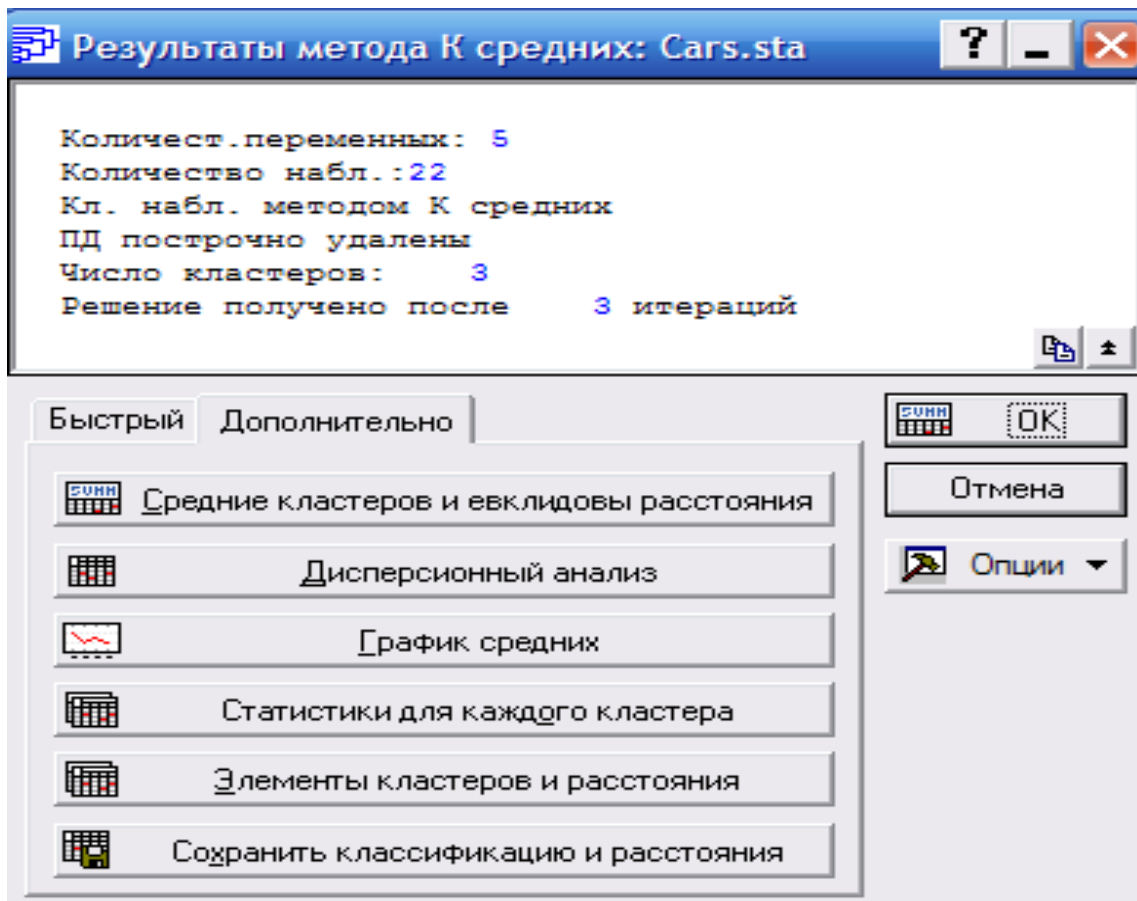 Результаты метода К средних: Cars.sta
Количест.переменных: 5
Количество набл.:22
Кл. набл. методом К средних
ПД построчно удалены
Число кластеров: 3
Решение получено после 3 итераций
Быстрый Дополнительно
SUMM OK
SUMM Средние кластеров и евклидовы расстояния
Отмена
Дисперсионный анализ
Опции
График средних
Статистики для каждого кластера
Элементы кластеров и расстояния
Сохранить классификацию и расстояния